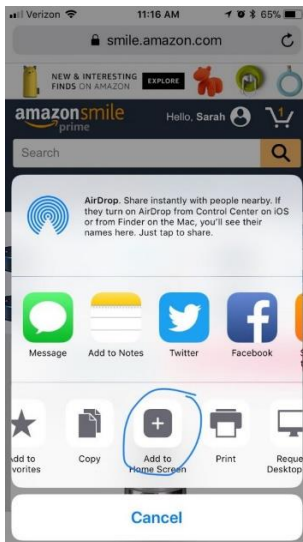 Verizon 11:16 AM 65%
smile.amazon.com
NEW & INTERESTING
FINDS ON AMAZON
EXPLORE
amazonsmile
prime
Hello, Sarah
Search
AirDrop. Share instantly with people nearby. If
they turn on AirDrop from Control Center on iOS
or from Finder on the Mac, you'll see their
names here. Just tap to share.
Message Add to Notes Twitter Facebook
dd to Copy Add to Print Reque
vorites Home Screen Desktop
Cancel